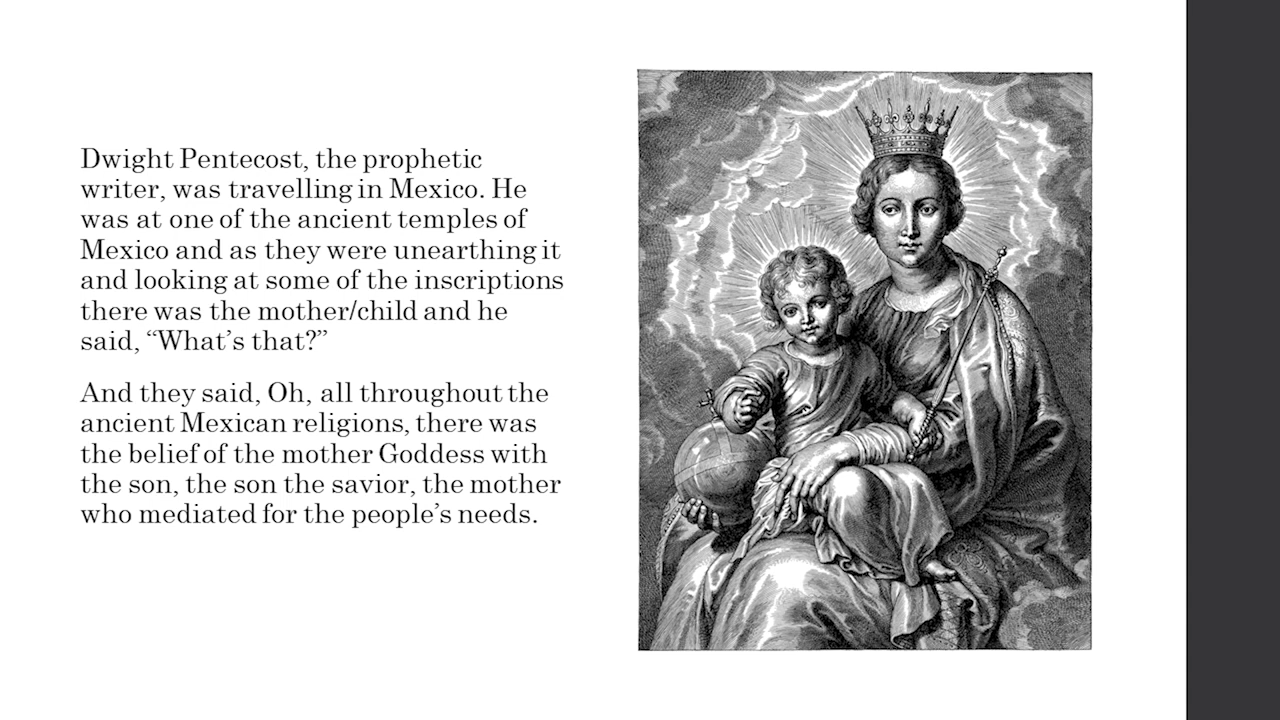 Dwight Pentecost, the prophetic
writer, was travelling in Mexico. He
was at one of the ancient temples of
Mexico and as they were unearthing it
and looking at some of the inscriptions
there was the mother/child and he
said, “What’s that?”
And they said, Oh, all throughout the
ancient Mexican religions, there was
the belief of the mother Goddess with
the son, the son the savior, the mother
who mediated for the people’s needs.